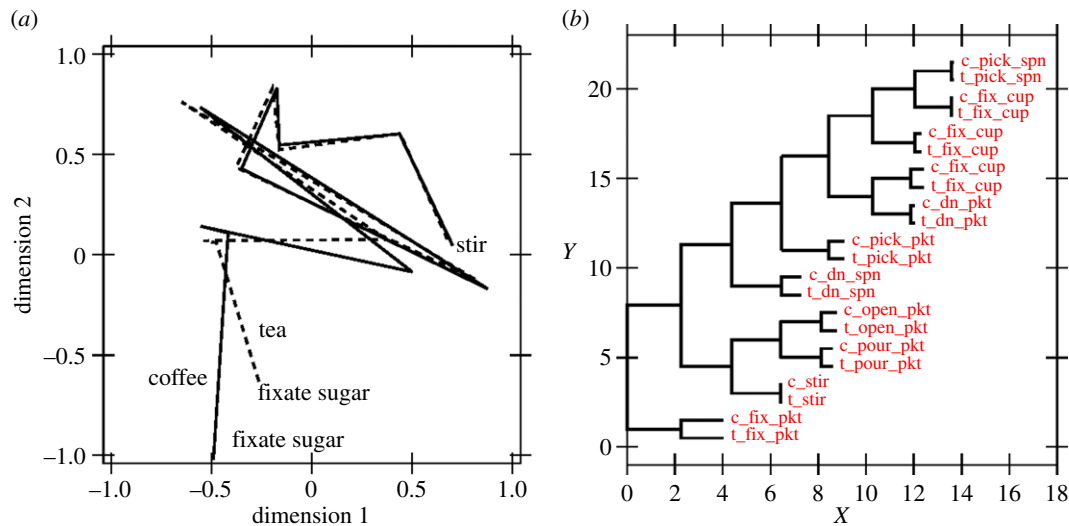 (a)
1.0
0.5
0
–0.5
–1.0
dimension 2
stir
tea
coffee
fixate sugar
fixate sugar
–1.0
–0.5
0
0.5
1.0
dimension 1
(b)
20
15
10
5
0
Y
c_pick_spn
t_pick_spn
c_fix_cup
t_fix_cup
c_fix_cup
t_fix_cup
c_fix_cup
t_fix_cup
c_dn_pkt
t_dn_pkt
c_pick_pkt
t_pick_pkt
c_dn_spn
t_dn_spn
c_open_pkt
t_open_pkt
c_pour_pkt
t_pour_pkt
c_stir
t_stir
c_fix_pkt
t_fix_pkt
0 2 4 6 8 10 12 14 16 18
X